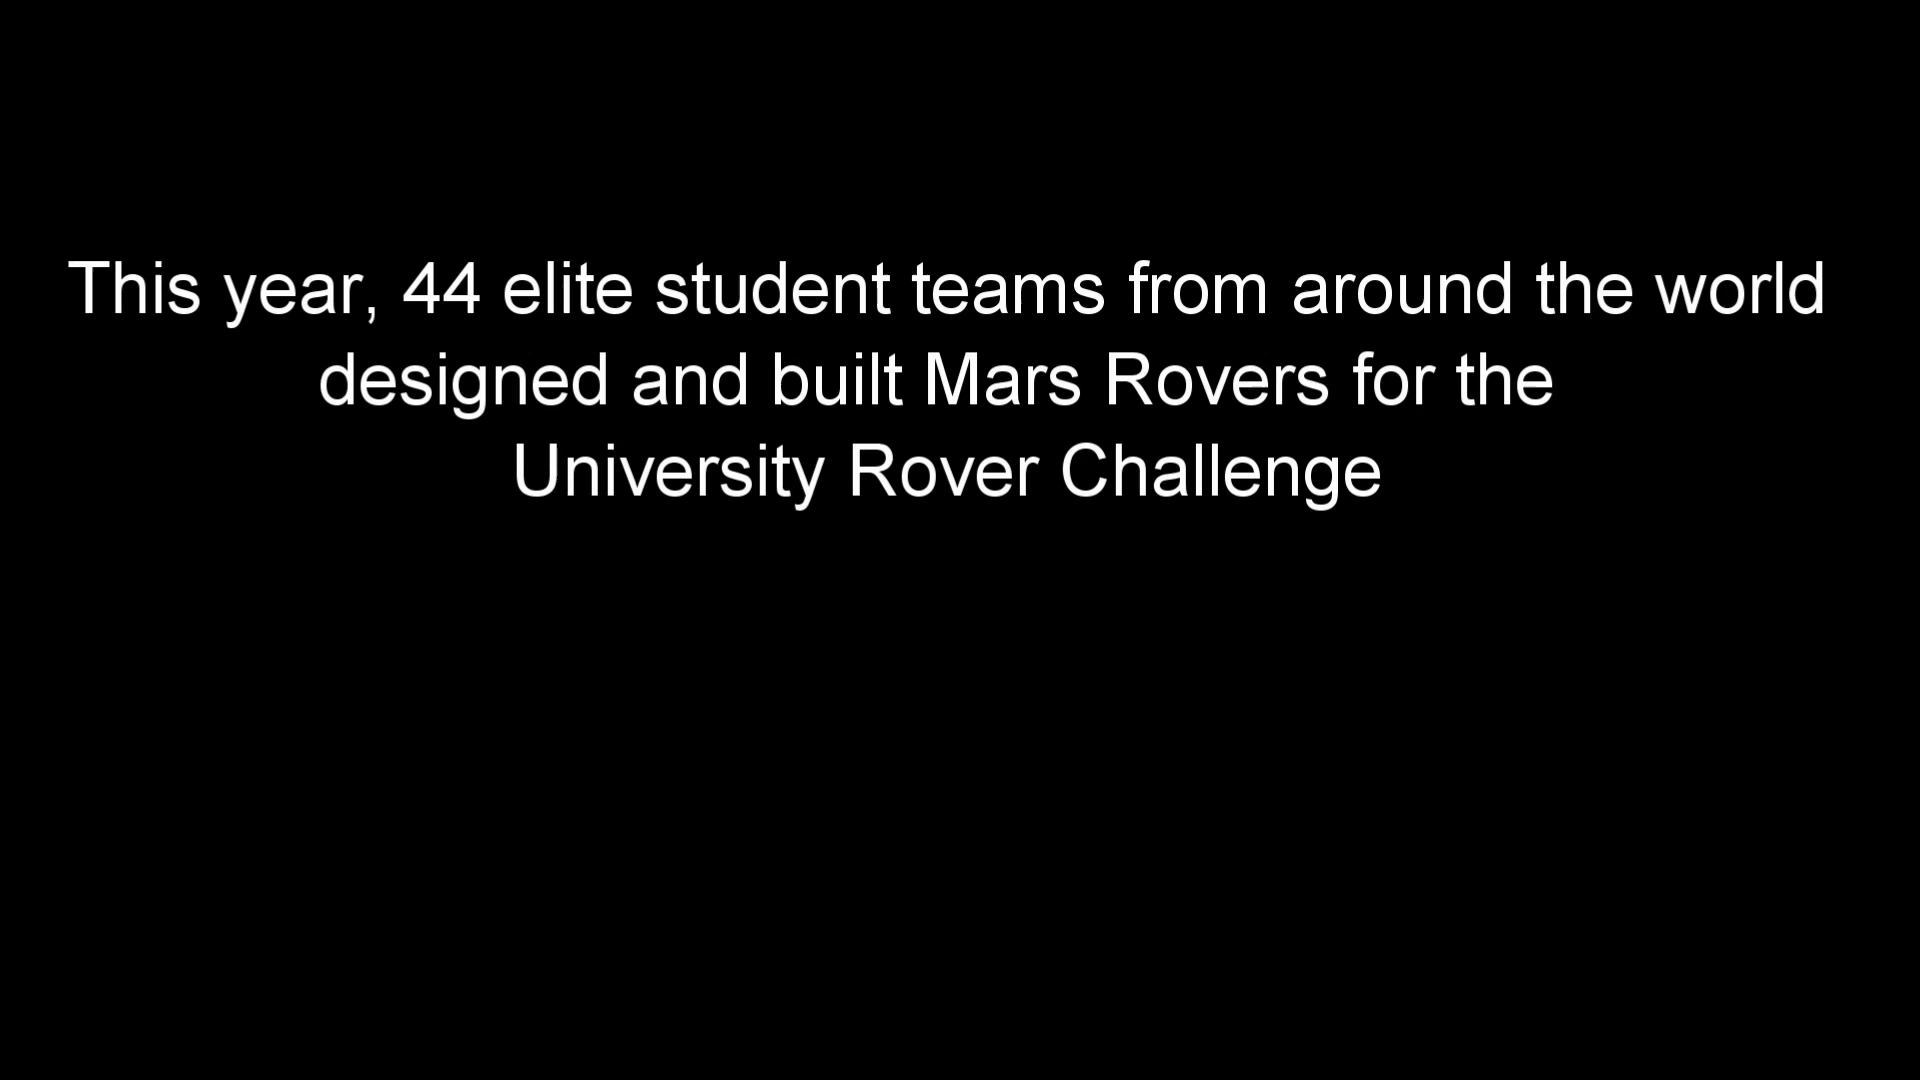 This year, 44 elite student teams from around the world
designed and built Mars Rovers for the
University Rover Challenge